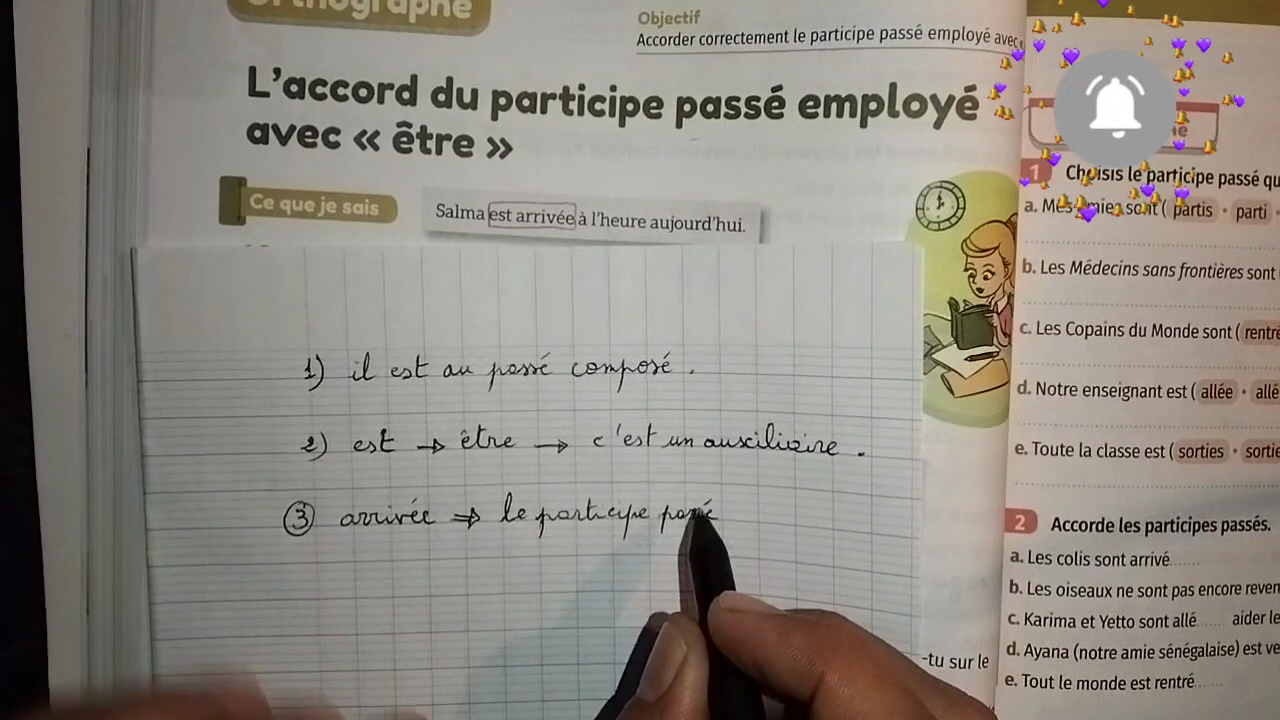 Orthographe
Objectif
Accorder correctement le participe passé employé avec
L'accord du participe passé employé
avec « être »
Ce que je sais
Salma est arrivée à l'heure aujourd'hui.
1) il est au passé composé.
2) est → être → c'est un auxiliaire.
③ arrivée ⇒ le participe passé
-tu sur le
1 Choisis le participe passé qu
a. Mes amies sont ( partis • parti
b. Les Médecins sans frontières sont
c. Les Copains du Monde sont ( rentré
d. Notre enseignant est ( allée • allé
e. Toute la classe est ( sorties • sortie
2 Accorde les participes passés.
a. Les colis sont arrivé......
b. Les oiseaux ne sont pas encore reven
c. Karima et Yetto sont allé...... aider le
d. Ayana (notre amie sénégalaise) est ve
e. Tout le monde est rentré......